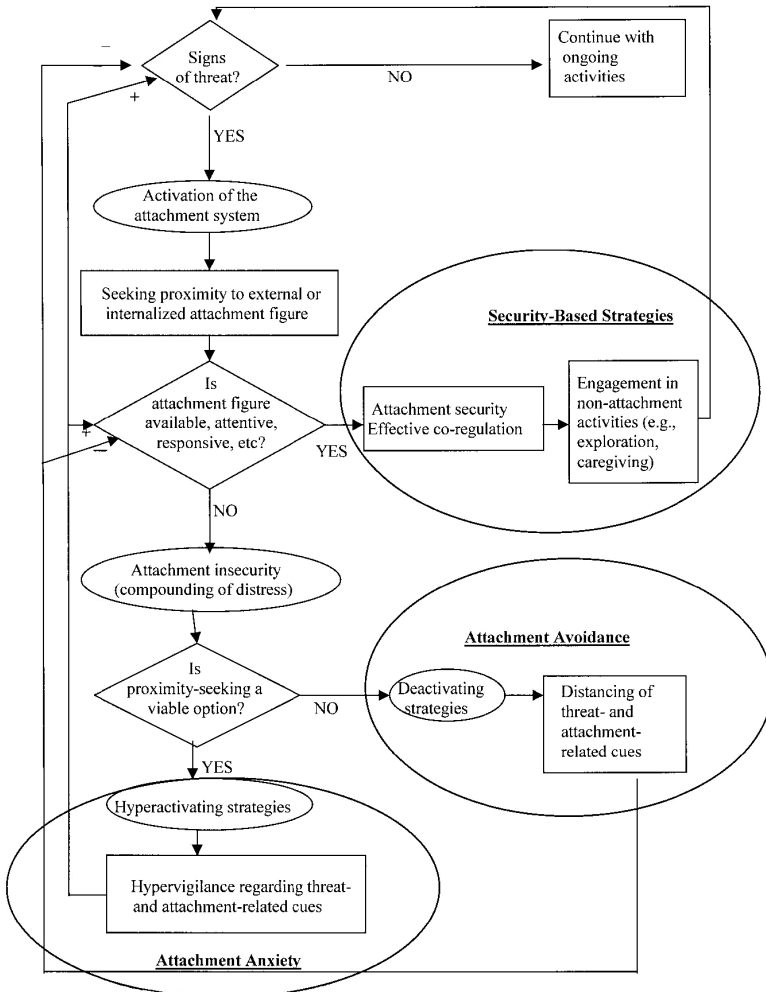 Signs
of threat?
NO
Continue with
ongoing
activities
–
+
YES
Activation of the
attachment system
Seeking proximity to external or
internalized attachment figure
Is
attachment figure
available, attentive,
responsive, etc?
+
–
YES
Security-Based Strategies
Attachment security
Effective co-regulation
Engagement in
non-attachment
activities (e.g.,
exploration,
caregiving)
NO
Attachment insecurity
(compounding of distress)
Is
proximity-seeking a
viable option?
NO
Attachment Avoidance
Deactivating
strategies
Distancing of
threat- and
attachment-
related cues
YES
Hyperactivating strategies
Hypervigilance regarding threat-
and attachment-related cues
Attachment Anxiety